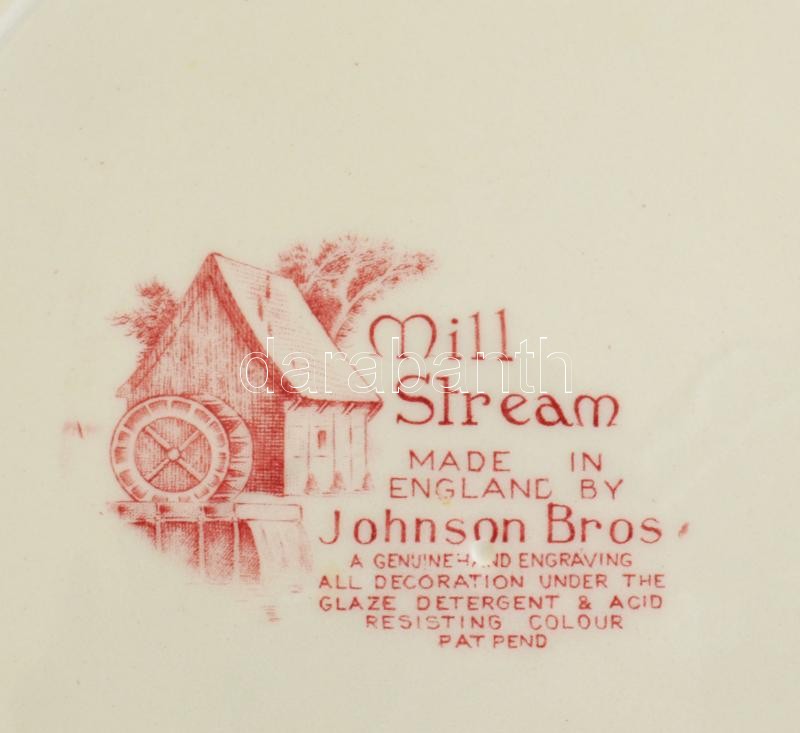 Mill
darabanth
Stream
MADE IN
ENGLAND BY
Johnson Bros
A GENUINE HAND ENGRAVING
ALL DECORATION UNDER THE
GLAZE DETERGENT & ACID
RESISTING COLOUR
PAT PEND